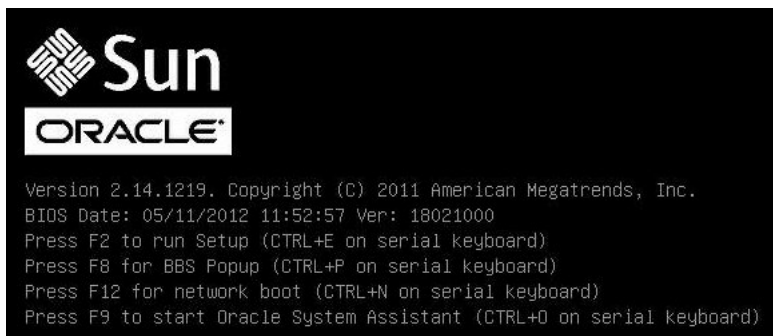 Sun
ORACLE
Version 2.14.1219. Copyright (C) 2011 American Megatrends, Inc.
BIOS Date: 05/11/2012 11:52:57 Ver: 18021000
Press F2 to run Setup (CTRL+E on serial keyboard)
Press F8 for BBS Popup (CTRL+P on serial keyboard)
Press F12 for network boot (CTRL+N on serial keyboard)
Press F9 to start Oracle System Assistant (CTRL+O on serial keyboard)